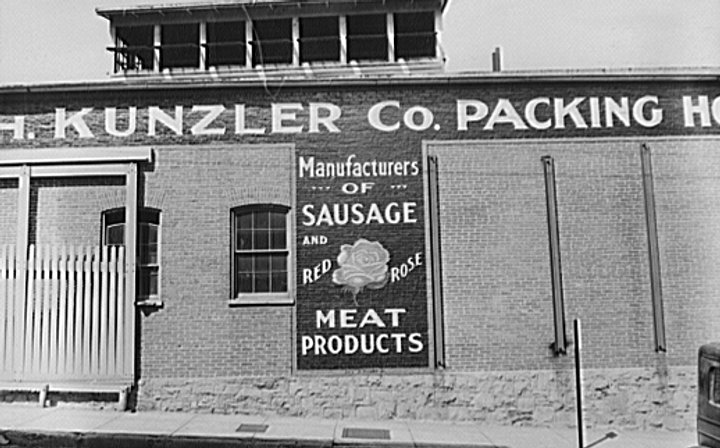 H. KUNZLER Co. PACKING HO
Manufacturers
OF
SAUSAGE
AND
RED ROSE
MEAT
PRODUCTS